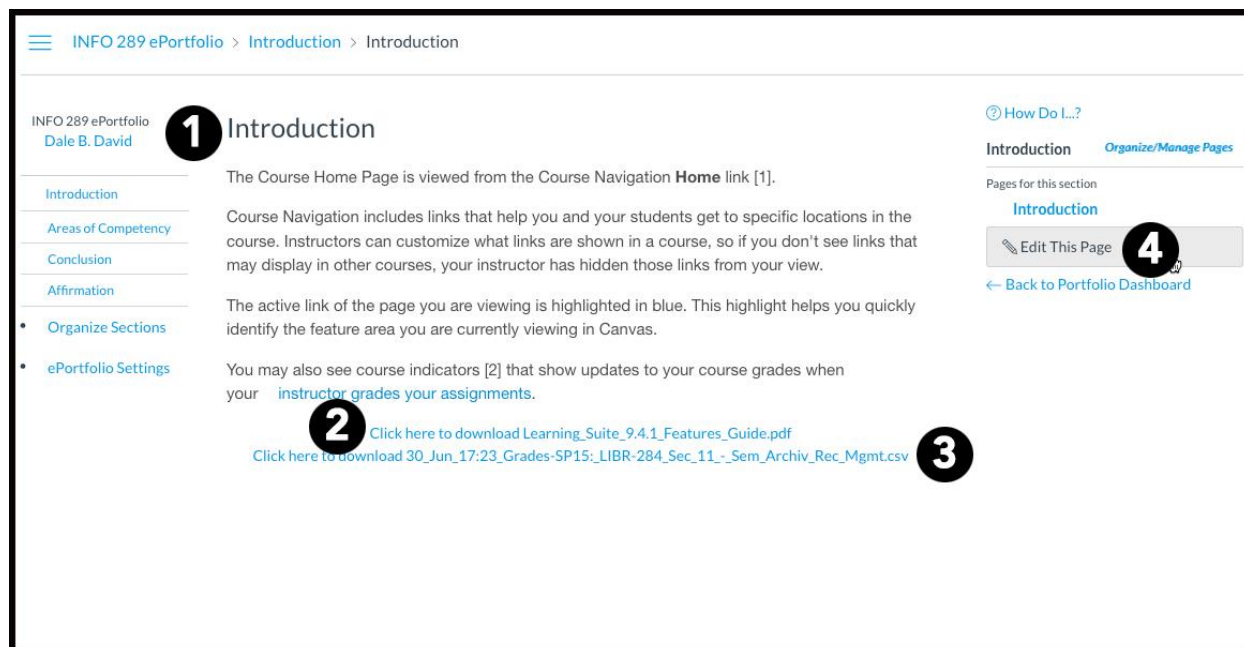 INFO 289 ePortfolio > Introduction > Introduction
INFO 289 ePortfolio
Dale B. David
Introduction
Areas of Competency
Conclusion
Affirmation
• Organize Sections
• ePortfolio Settings
1
Introduction
The Course Home Page is viewed from the Course Navigation Home link [1].
Course Navigation includes links that help you and your students get to specific locations in the
course. Instructors can customize what links are shown in a course, so if you don't see links that
may display in other courses, your instructor has hidden those links from your view.
The active link of the page you are viewing is highlighted in blue. This highlight helps you quickly
identify the feature area you are currently viewing in Canvas.
You may also see course indicators [2] that show updates to your course grades when
your instructor grades your assignments.
2
Click here to download Learning_Suite_9.4.1_Features_Guide.pdf
Click here to download 30_Jun_17:23_Grades-SP15:_LIBR-284_Sec_11_-_Sem_Archiv_Rec_Mgmt.csv
3
? How Do I...?
Introduction Organize/Manage Pages
Pages for this section
Introduction
Edit This Page
4
← Back to Portfolio Dashboard